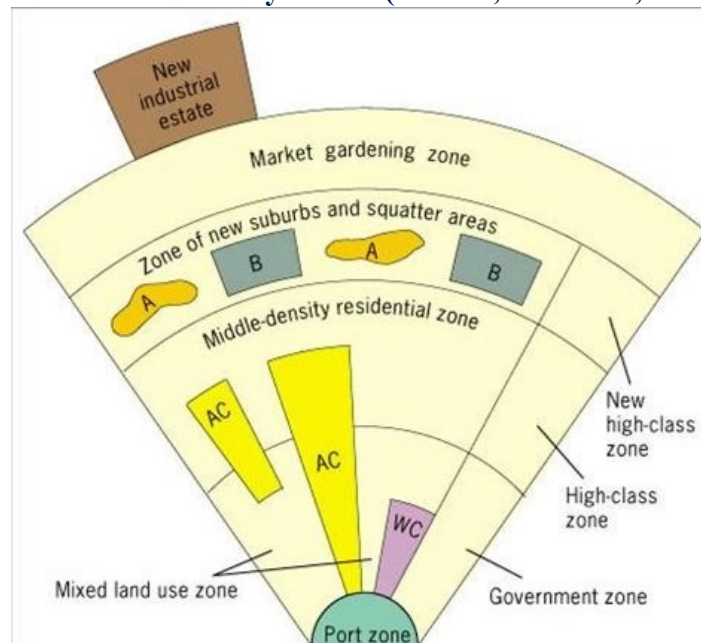 New
industrial
estate
Market gardening zone
Zone of new suburbs and squatter areas
A
B
A
B
Middle-density residential zone
AC
AC
WC
New
high-class
zone
High-class
zone
Mixed land use zone
Government zone
Port zone